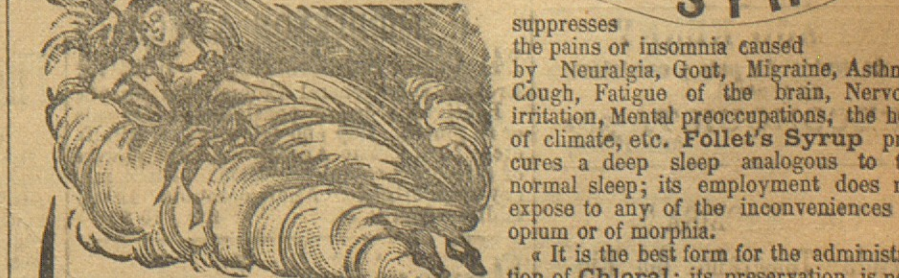 suppresses
the pains or insomnia caused
by Neuralgia, Gout, Migraine,
Cough, Fatigue of the brain,
irritation, Mental preoccupations, the
of climate, etc. Follet's Syrup
cures a deep sleep analogous to
normal sleep; its employment does
expose to any of the inconveniences
opium or of morphia.
« It is the best form for the
tion of Chloral; its preservation is